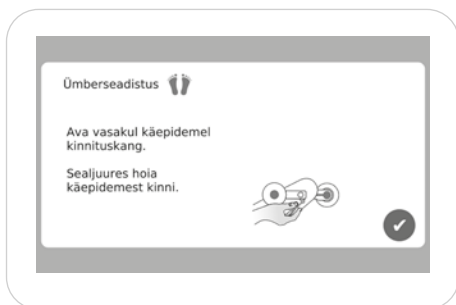 Ümberseadistus
Ava vasakul käepidemel
kinnituskang.
Sealjuures hoia
käepidemest kinni.